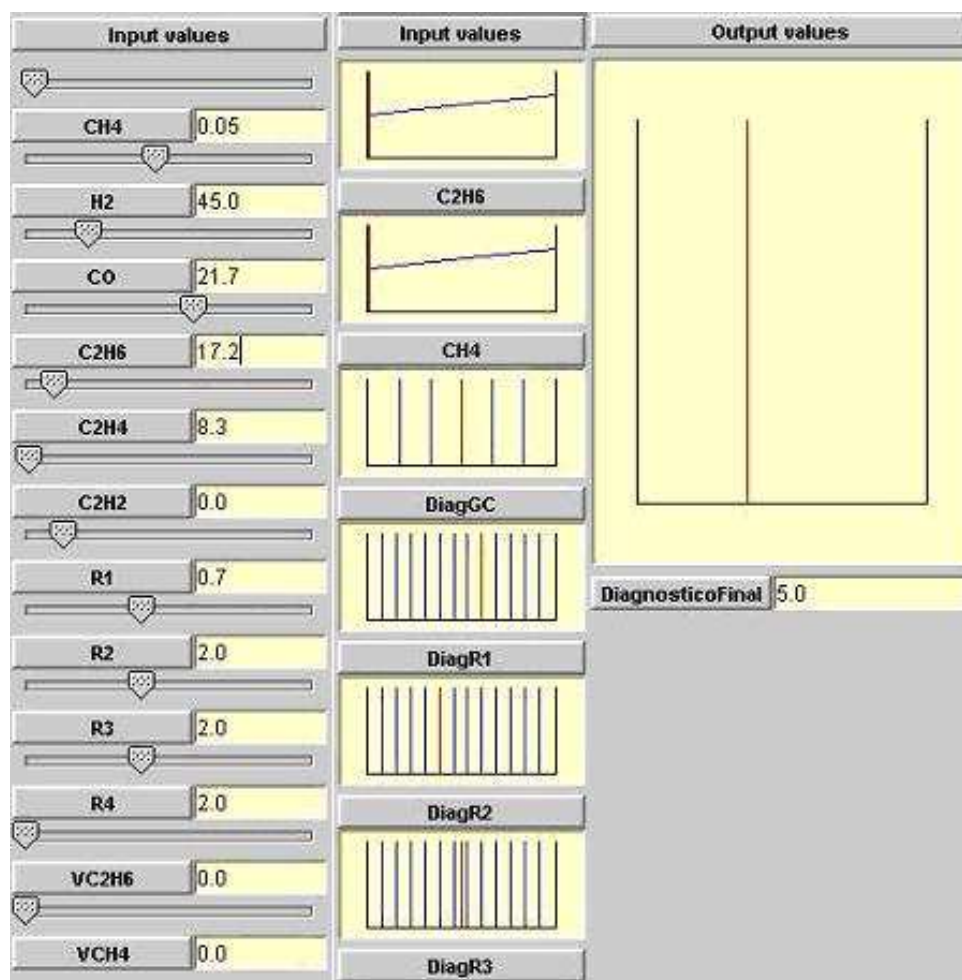 Input values
CH4 0.05
H2 45.0
CO 21.7
C2H6 17.2
C2H4 8.3
C2H2 0.0
R1 0.7
R2 2.0
R3 2.0
R4 2.0
VC2H6 0.0
VCH4 0.0
Input values
C2H6
CH4
DiagGC
DiagR1
DiagR2
DiagR3
Output values
DiagnosticoFinal 5.0